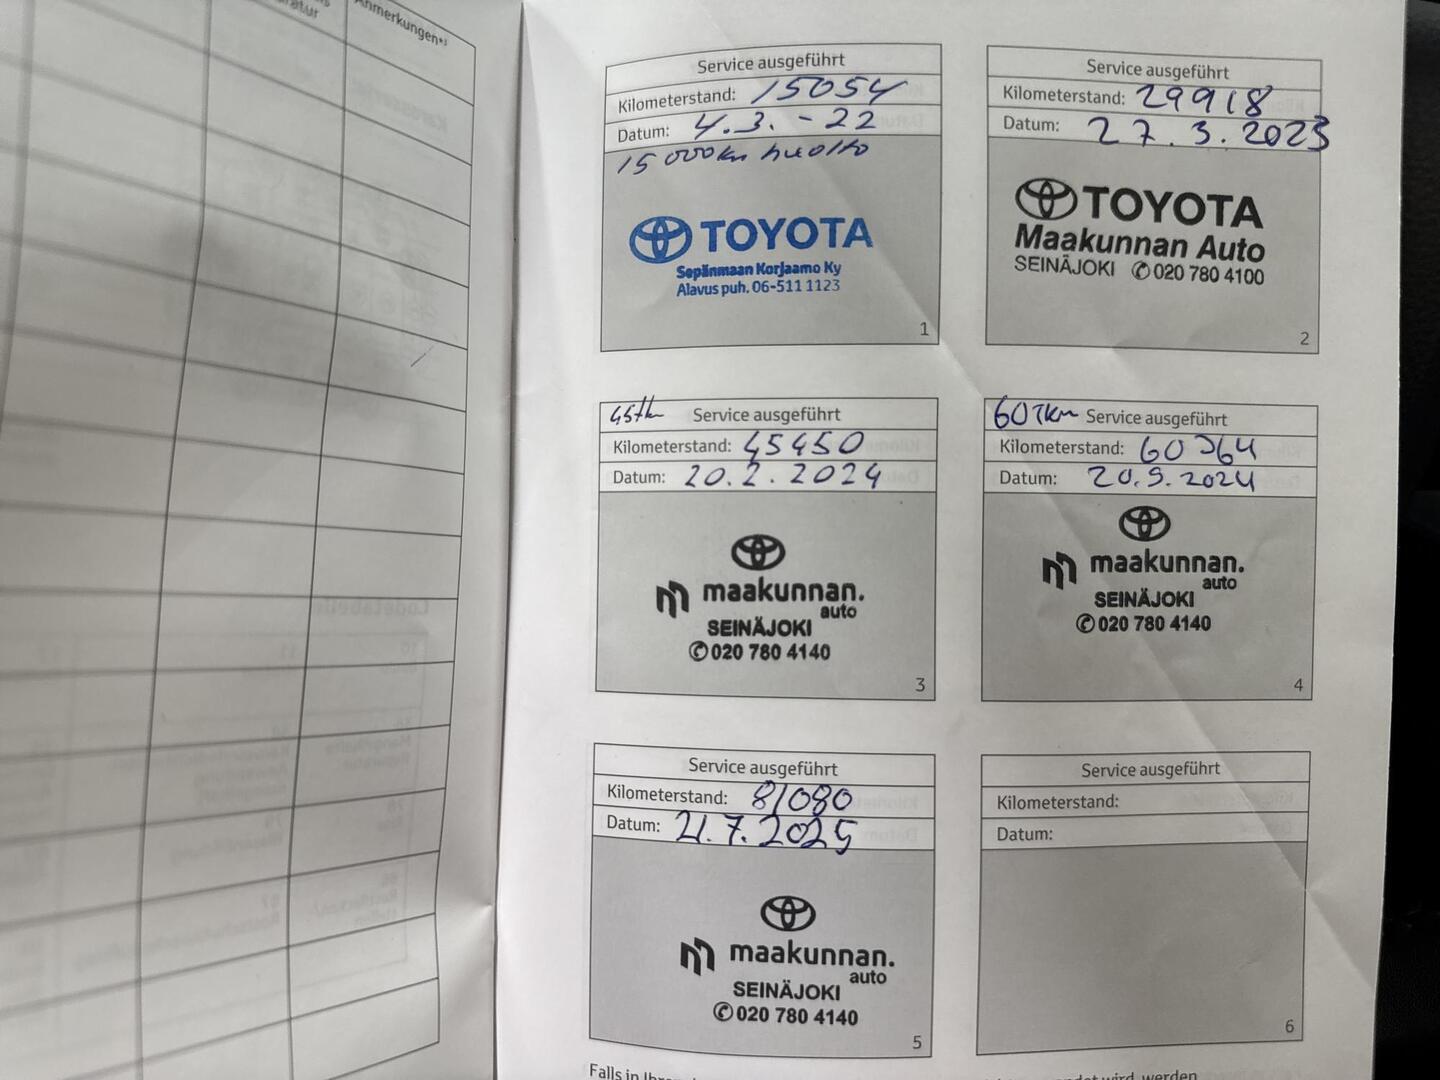 Anmerkungen*⁾
Service ausgeführt
Kilometerstand: 15054
Datum: 4.3.-22
15 000km huolto
TOYOTA
Sepänmaan Korjaamo Ky
Alavus puh. 06-511 1123
1
Service ausgeführt
Kilometerstand: 29918
Datum: 27.3.2023
TOYOTA
Maakunnan Auto
SEINÄJOKI ✆ 020 780 4100
2
45tkm Service ausgeführt
Kilometerstand: 45450
Datum: 20.2.2024
maakunnan.
auto
SEINÄJOKI
✆ 020 780 4140
3
60Tkm Service ausgeführt
Kilometerstand:
Datum: 20.9.2024
maakunnan.
auto
SEINÄJOKI
✆ 020 780 4140
4
Service ausgeführt
Kilometerstand: 81080
Datum: 21.7.2025
maakunnan.
auto
SEINÄJOKI
✆ 020 780 4140
5
Service ausgeführt
Kilometerstand:
Datum:
6
Falls in